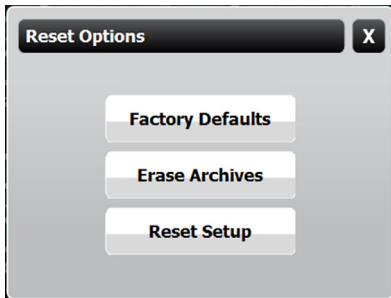 Reset Options
X
Factory Defaults
Erase Archives
Reset Setup